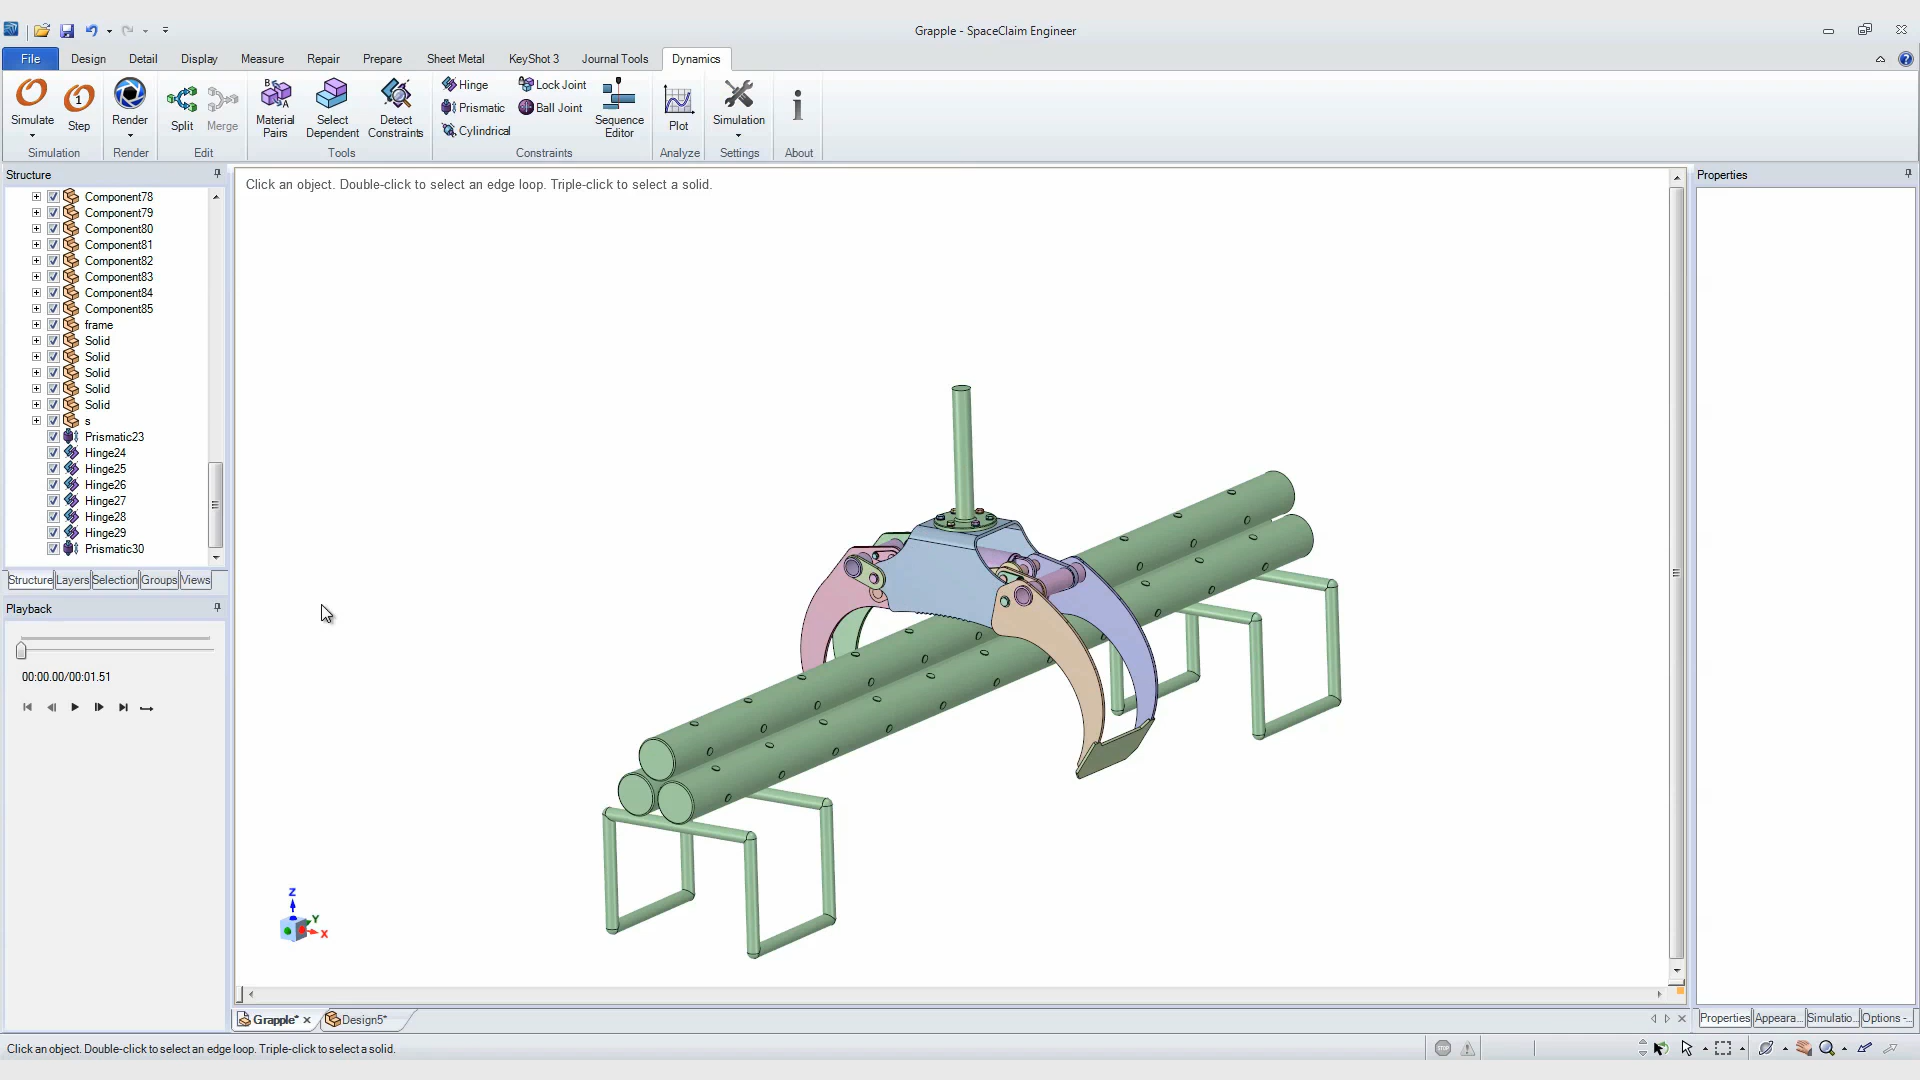 Grapple - SpaceClaim Engineer
File Design Detail Display Measure Repair Prepare Sheet Metal KeyShot 3 Journal Tools Dynamics
Simulate
1
Step
Simulation
Render
Render
Split
Merge
Edit
B
A
Material
Pairs
Select
Dependent
Detect
Constraints
Tools
Hinge
Prismatic
Cylindrical
Lock Joint
Ball Joint
Sequence
Editor
Constraints
Plot
Analyze
Simulation
Settings
i
About
Structure
Component78
Component79
Component80
Component81
Component82
Component83
Component84
Component85
frame
Solid
Solid
Solid
Solid
Solid
s
Prismatic23
Hinge24
Hinge25
Hinge26
Hinge27
Hinge28
Hinge29
Prismatic30
Structure Layers Selection Groups Views
Playback
00:00.00/00:01.51
Click an object. Double-click to select an edge loop. Triple-click to select a solid.
Z
Y
X
Properties
Grapple* Design5*
Properties Appeara... Simulatio... Options -...
Click an object. Double-click to select an edge loop. Triple-click to select a solid.